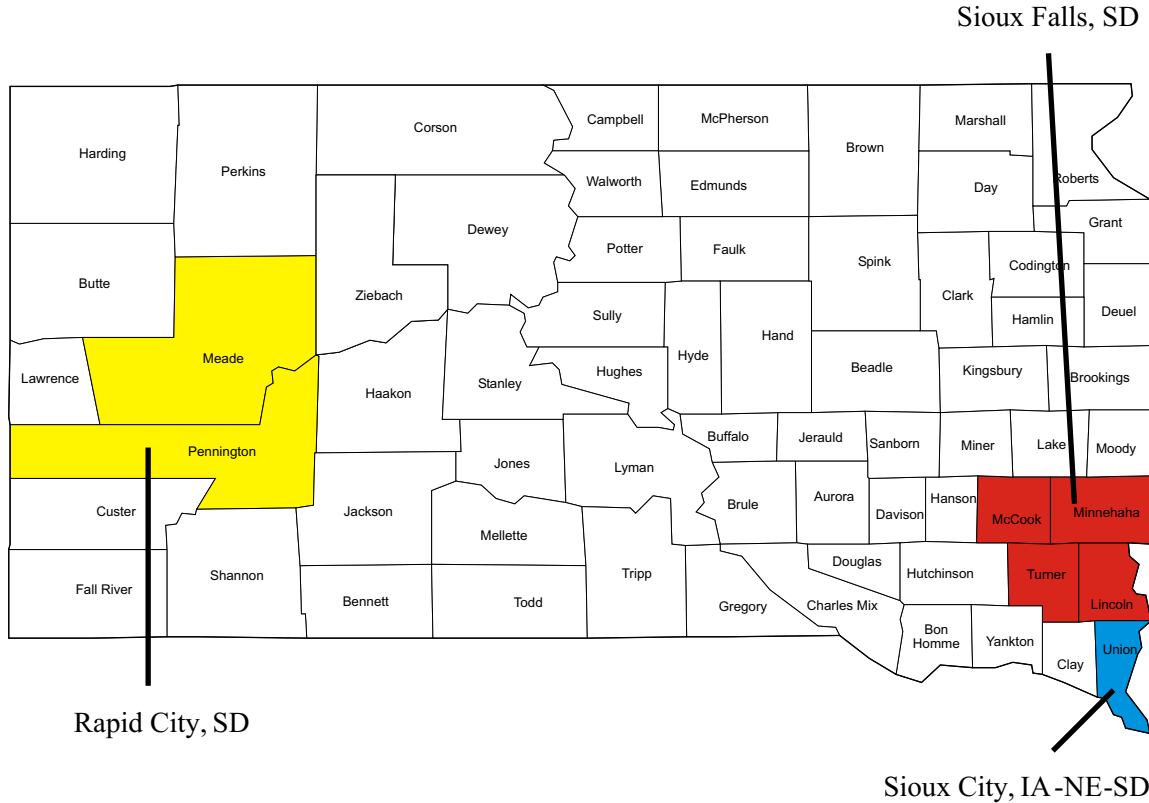 Sioux Falls, SD
Campbell
McPherson
Marshall
Corson
Brown
Harding
Perkins
Roberts
Walworth
Edmunds
Day
Grant
Dewey
Potter
Faulk
Spink
Codington
Butte
Ziebach
Clark
Deuel
Sully
Hamlin
Hand
Meade
Hyde
Beadle
Kingsbury
Lawrence
Hughes
Brookings
Stanley
Haakon
Buffalo
Jerauld
Sanborn
Miner
Lake
Moody
Pennington
Jones
Lyman
Aurora
Hanson
Brule
Custer
Jackson
Davison
McCook
Minnehaha
Mellette
Douglas
Shannon
Tripp
Hutchinson
Turner
Fall River
Bennett
Todd
Gregory
Charles Mix
Lincoln
Bon
Homme
Yankton
Union
Clay
Rapid City, SD
Sioux City, IA-NE-SD